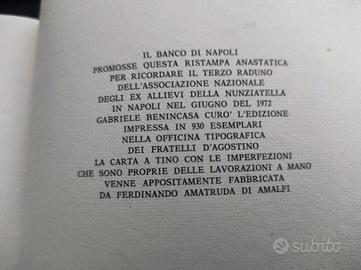 IL BANCO DI NAPOLI
PROMOSSE QUESTA RISTAMPA ANASTATICA
PER RICORDARE IL TERZO RADUNO
DELL'ASSOCIAZIONE NAZIONALE
DEGLI EX ALLIEVI DELLA NUNZIATELLA
IN NAPOLI NEL GIUGNO DEL 1972
GABRIELE BENINCASA CURO' L'EDIZIONE
IMPRESSA IN 930 ESEMPLARI
NELLA OFFICINA TIPOGRAFICA
DEI FRATELLI D'AGOSTINO
LA CARTA A TINO CON LE IMPERFEZIONI
CHE SONO PROPRIE DELLE LAVORAZIONI A MANO
VENNE APPOSITAMENTE FABBRICATA
DA FERDINANDO AMATRUDA DI AMALFI
subito